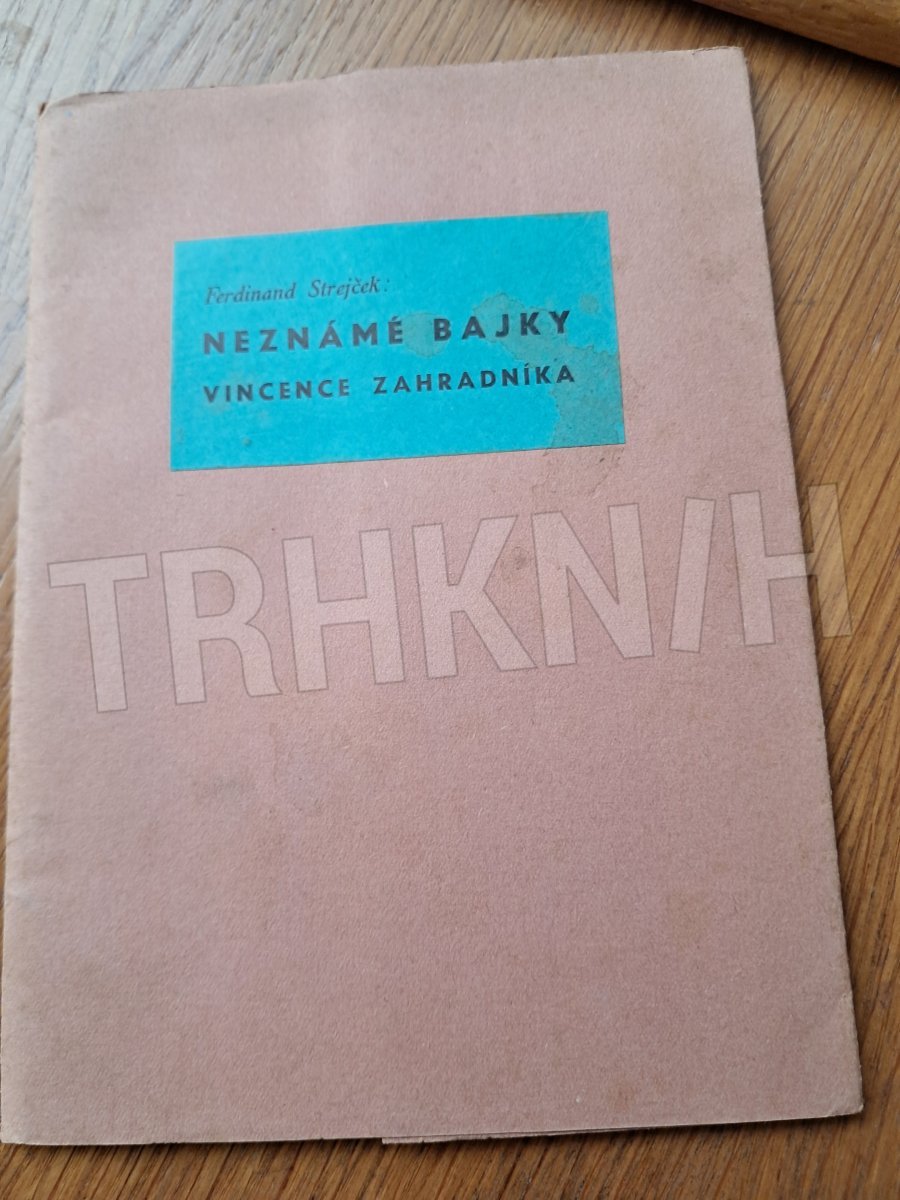 Ferdinand Strejček:
NEZNÁMÉ BAJKY
VINCENCE ZAHRADNÍKA
TRHKNIH